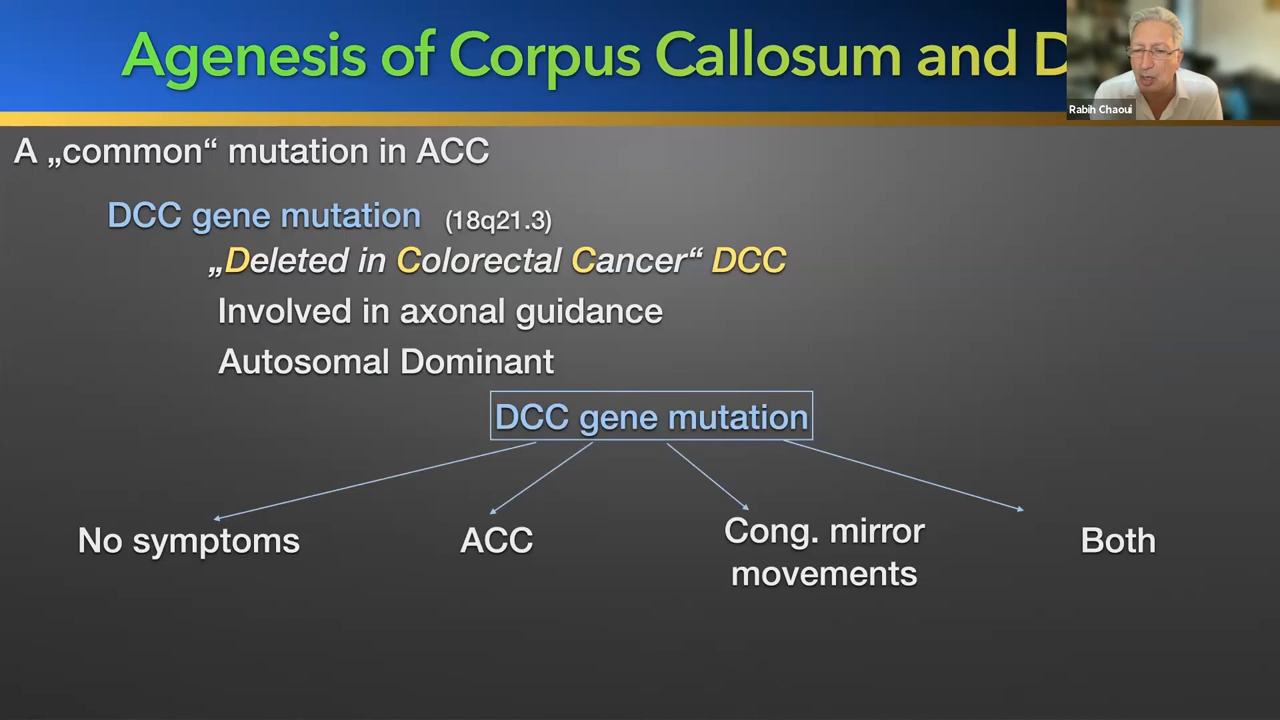 Agenesis of Corpus Callosum and D
Rabih Chaoui
A „common“ mutation in ACC
DCC gene mutation (18q21.3)
„Deleted in Colorectal Cancer“ DCC
Involved in axonal guidance
Autosomal Dominant
DCC gene mutation
No symptoms
ACC
Cong. mirror
movements
Both